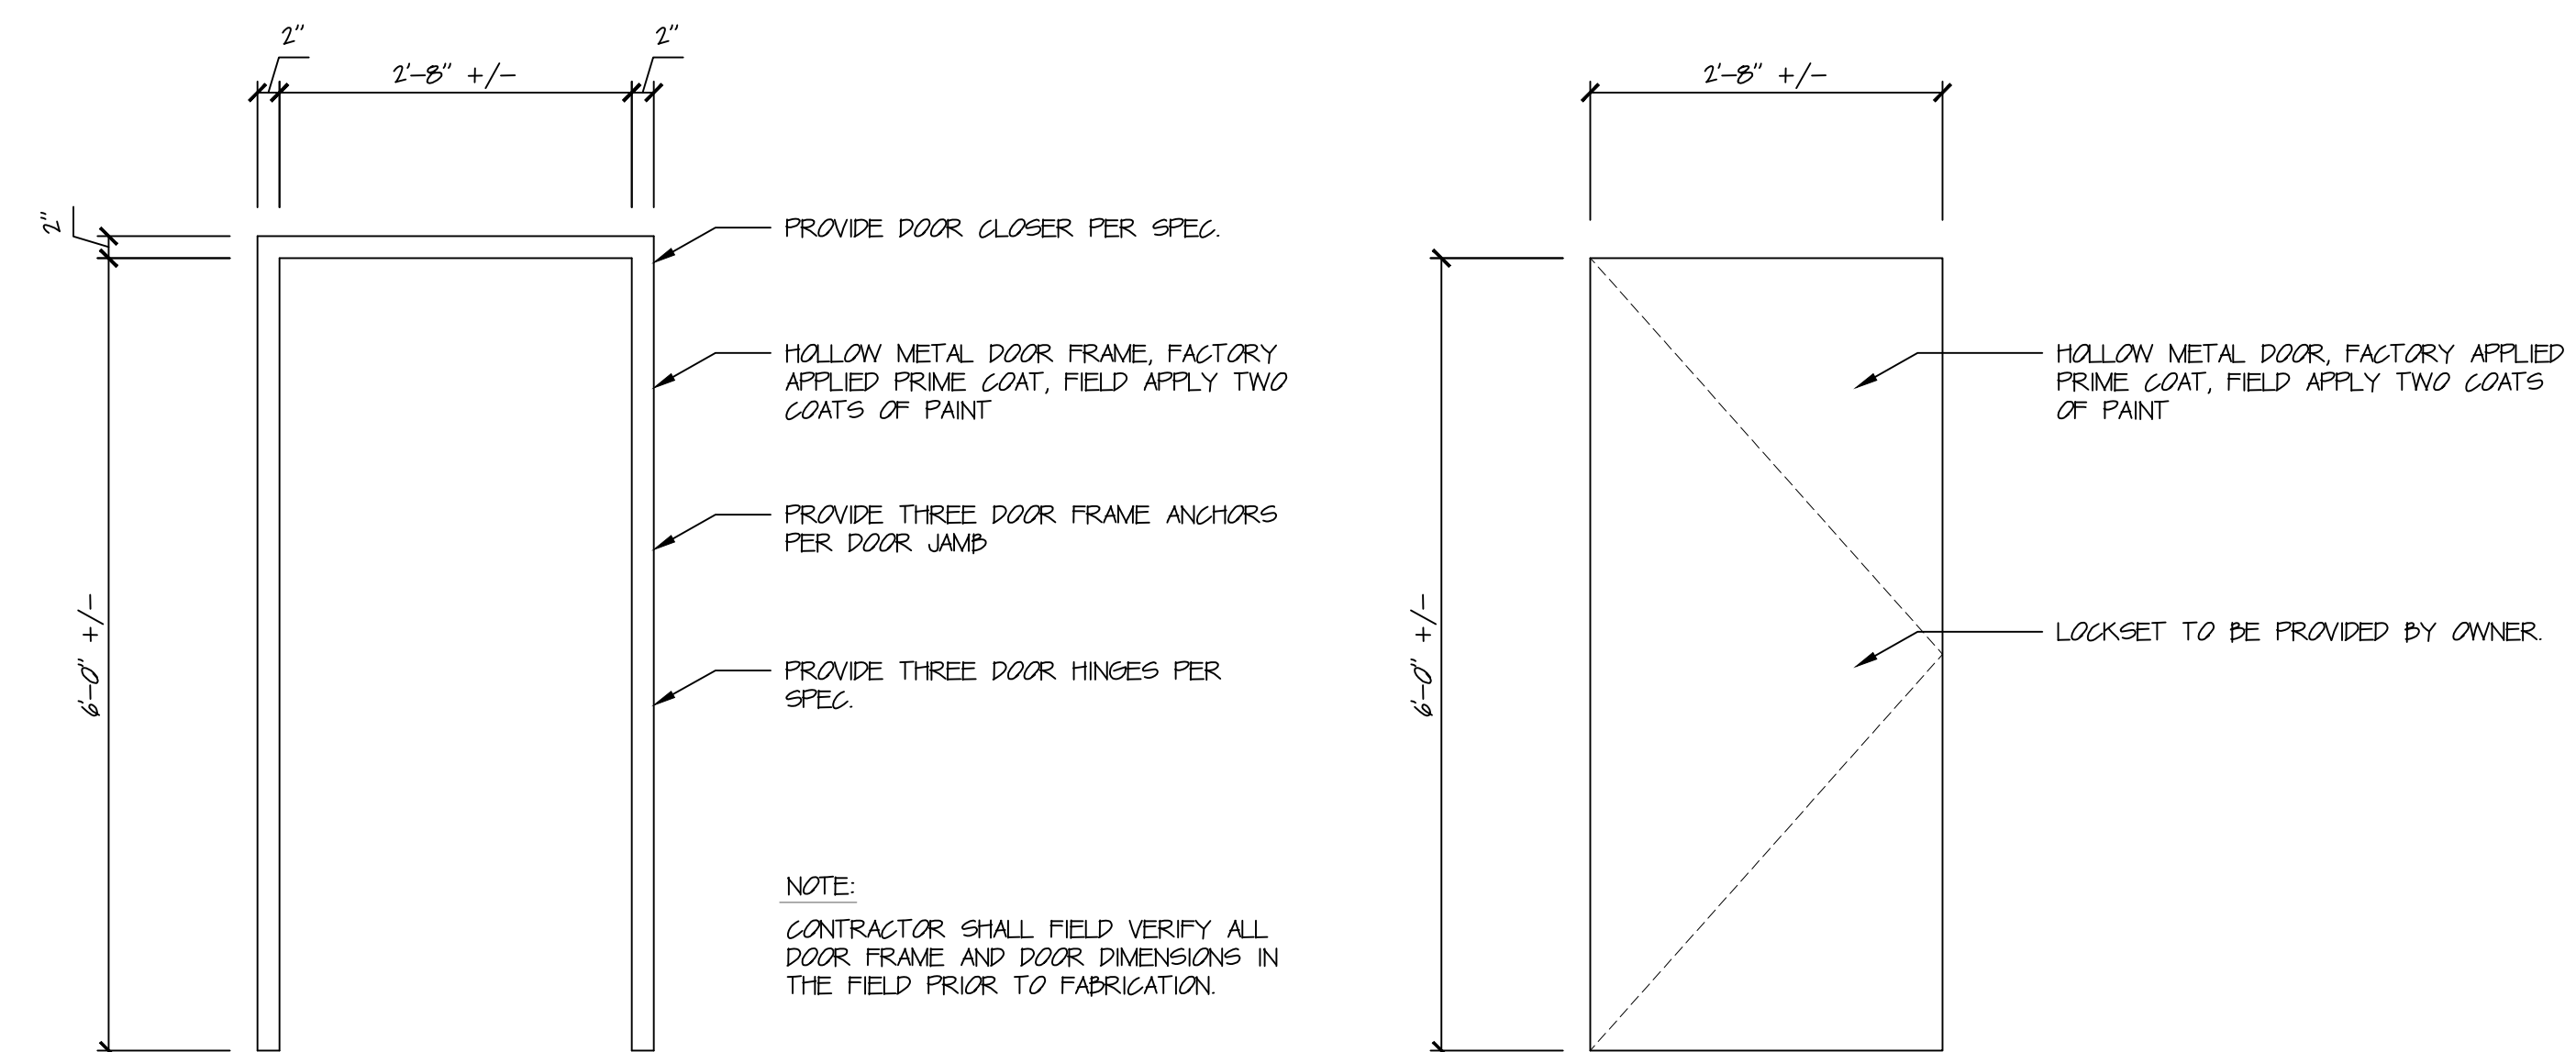 2"
2"
2'-8" +/-
2'-8" +/-
2"
6'-0" +/-
PROVIDE DOOR CLOSER PER SPEC.
HOLLOW METAL DOOR FRAME, FACTORY
APPLIED PRIME COAT, FIELD APPLY TWO
COATS OF PAINT
PROVIDE THREE DOOR FRAME ANCHORS
PER DOOR JAMB
PROVIDE THREE DOOR HINGES PER
SPEC.
NOTE:
CONTRACTOR SHALL FIELD VERIFY ALL
DOOR FRAME AND DOOR DIMENSIONS IN
THE FIELD PRIOR TO FABRICATION.
6'-0" +/-
HOLLOW METAL DOOR, FACTORY APPLIED
PRIME COAT, FIELD APPLY TWO COATS
OF PAINT
LOCKSET TO BE PROVIDED BY OWNER.